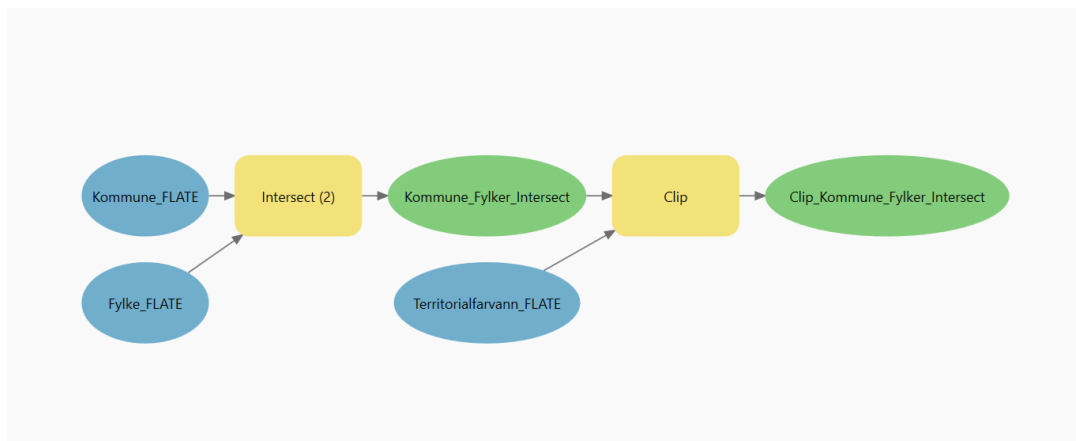 Kommune_FLATE
Intersect (2)
Kommune_Fylker_Intersect
Clip
Clip_Kommune_Fylker_Intersect
Fylke_FLATE
Territorialfarvann_FLATE